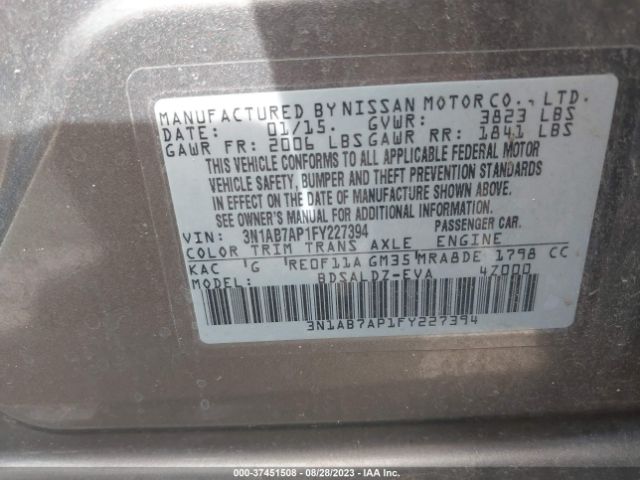 MANUFACTURED BY NISSAN MOTOR CO., LTD.
DATE: 01/15. GVWR: 3823 LBS
GAWR FR: 2006 LBS GAWR RR: 1841 LBS
THIS VEHICLE CONFORMS TO ALL APPLICABLE FEDERAL MOTOR
VEHICLE SAFETY, BUMPER AND THEFT PREVENTION STANDARDS
IN EFFECT ON THE DATE OF MANUFACTURE SHOWN ABOVE.
SEE OWNER'S MANUAL FOR ADDITIONAL INFORMATION.
VIN: 3N1AB7AP1FY227394 PASSENGER CAR.
COLOR TRIM TRANS AXLE ENGINE
KAC G RE0F11A GM35 MRA8DE 1798 CC
MODEL: BDSALDZ-EVA 4Z000
3N1AB7AP1FY227394
000-37451508 - 08/28/2023 - IAA Inc.